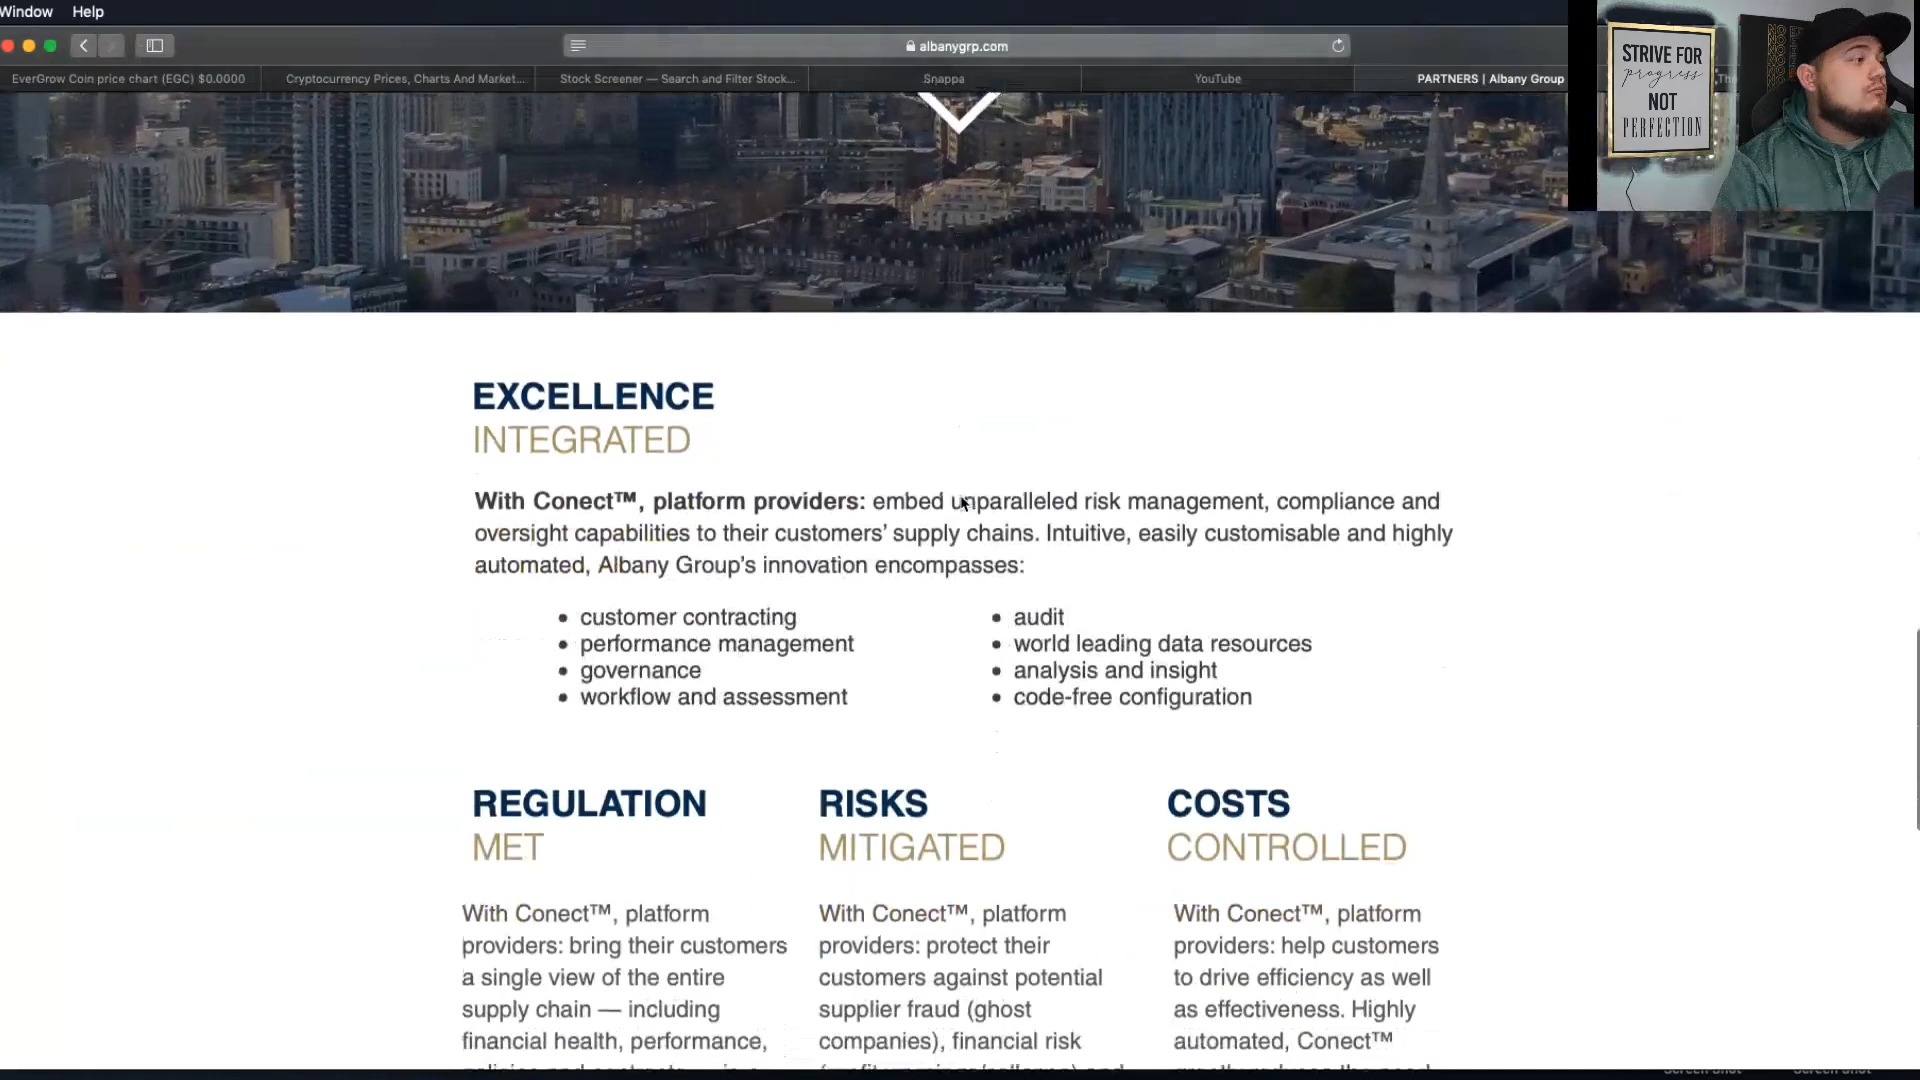 Window Help
albanygrp.com
EverGrow Coin price chart (EGC) $0.0000
Cryptocurrency Prices, Charts And Market...
Stock Screener — Search and Filter Stock...
Snappa
YouTube
PARTNERS | Albany Group
STRIVE FOR
progress
NOT
PERFECTION
EXCELLENCE
INTEGRATED
With Conect™, platform providers: embed unparalleled risk management, compliance and
oversight capabilities to their customers’ supply chains. Intuitive, easily customisable and highly
automated, Albany Group’s innovation encompasses:
• customer contracting
• performance management
• governance
• workflow and assessment
• audit
• world leading data resources
• analysis and insight
• code-free configuration
REGULATION
MET
With Conect™, platform
providers: bring their customers
a single view of the entire
supply chain — including
financial health, performance,
RISKS
MITIGATED
With Conect™, platform
providers: protect their
customers against potential
supplier fraud (ghost
companies), financial risk
COSTS
CONTROLLED
With Conect™, platform
providers: help customers
to drive efficiency as well
as effectiveness. Highly
automated, Conect™